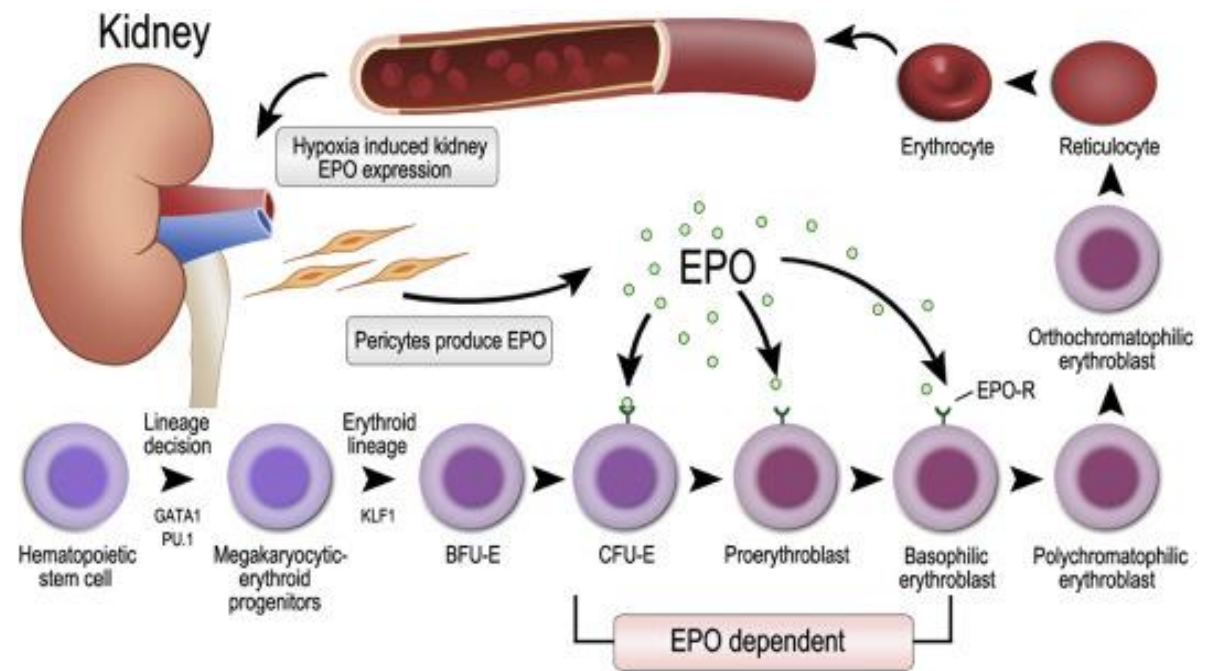 Kidney
Hypoxia induced kidney
EPO expression
Erythrocyte
Reticulocyte
EPO
Pericytes produce EPO
Orthochromatophilic
erythroblast
EPO-R
Lineage
decision
GATA1
PU.1
Erythroid
lineage
KLF1
Hematopoietic
stem cell
Megakaryocytic-
erythroid
progenitors
BFU-E
CFU-E
Proerythroblast
Basophilic
erythroblast
Polychromatophilic
erythroblast
EPO dependent